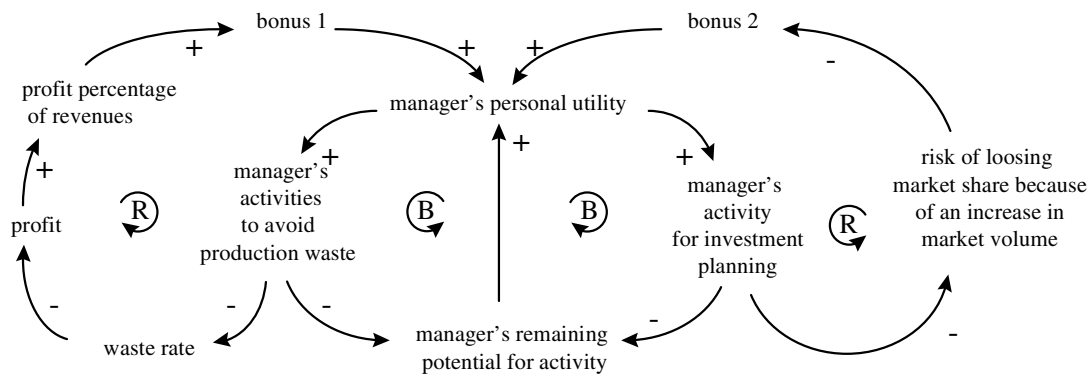 bonus 1
bonus 2
+
+
+
-
profit percentage
of revenues
manager's personal utility
+
+
+
+
manager's
activities
to avoid
production waste
manager's
activity
for investment
planning
risk of loosing
market share because
of an increase in
market volume
profit
R
B
B
R
-
-
-
-
-
waste rate
manager's remaining
potential for activity